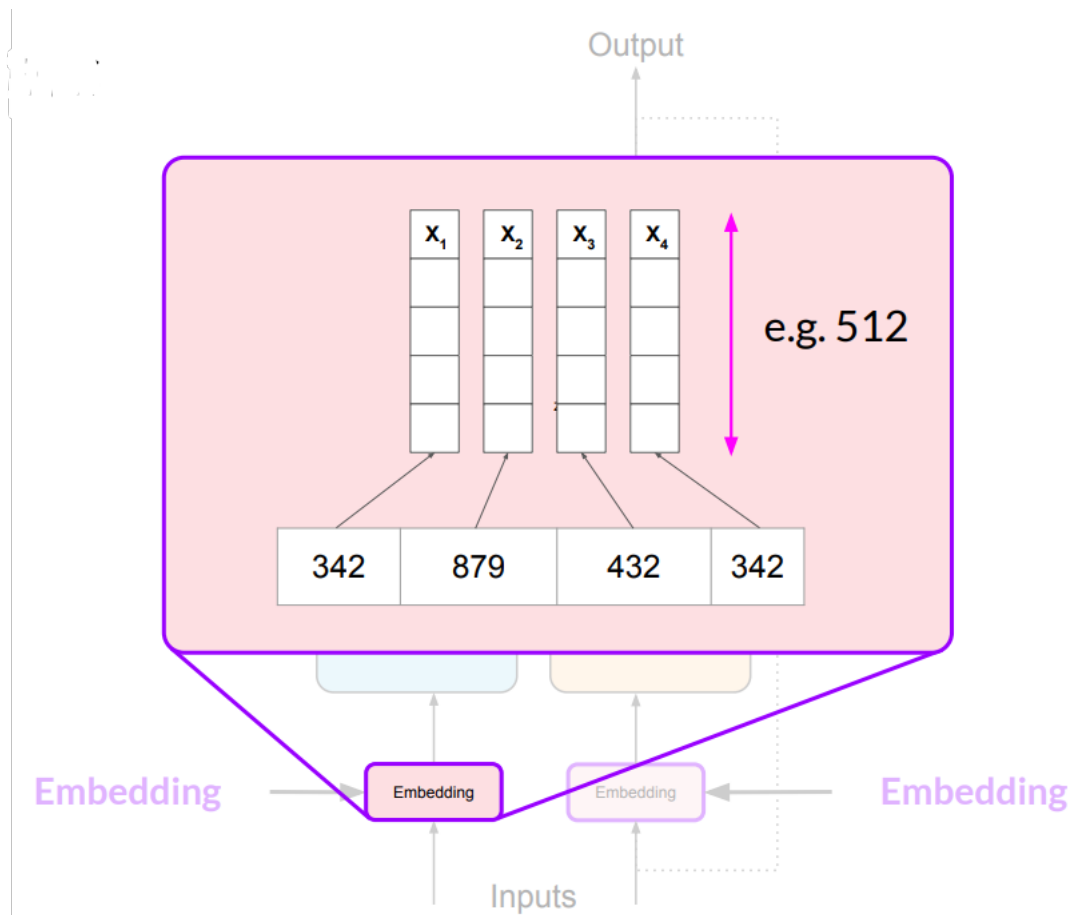 Output
X1 X2 X3 X4
e.g. 512
342 879 432 342
Embedding Embedding Embedding Embedding
Inputs